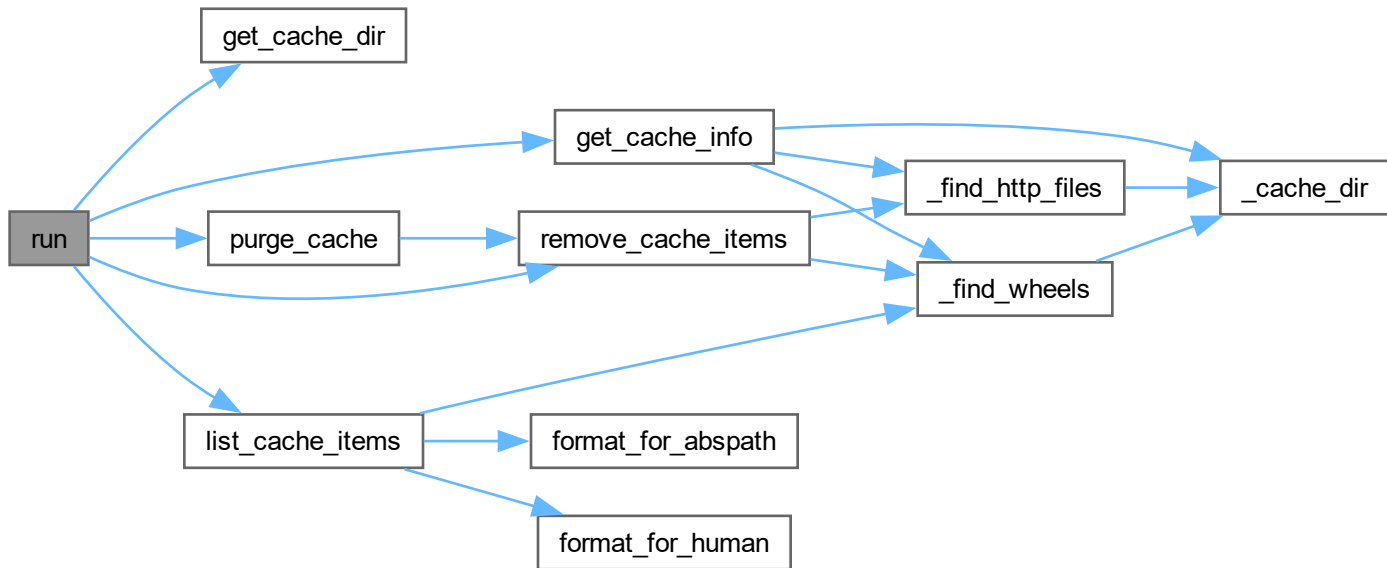 get_cache_dir
get_cache_info
_find_http_files
_cache_dir
run
purge_cache
remove_cache_items
_find_wheels
list_cache_items
format_for_abspath
format_for_human